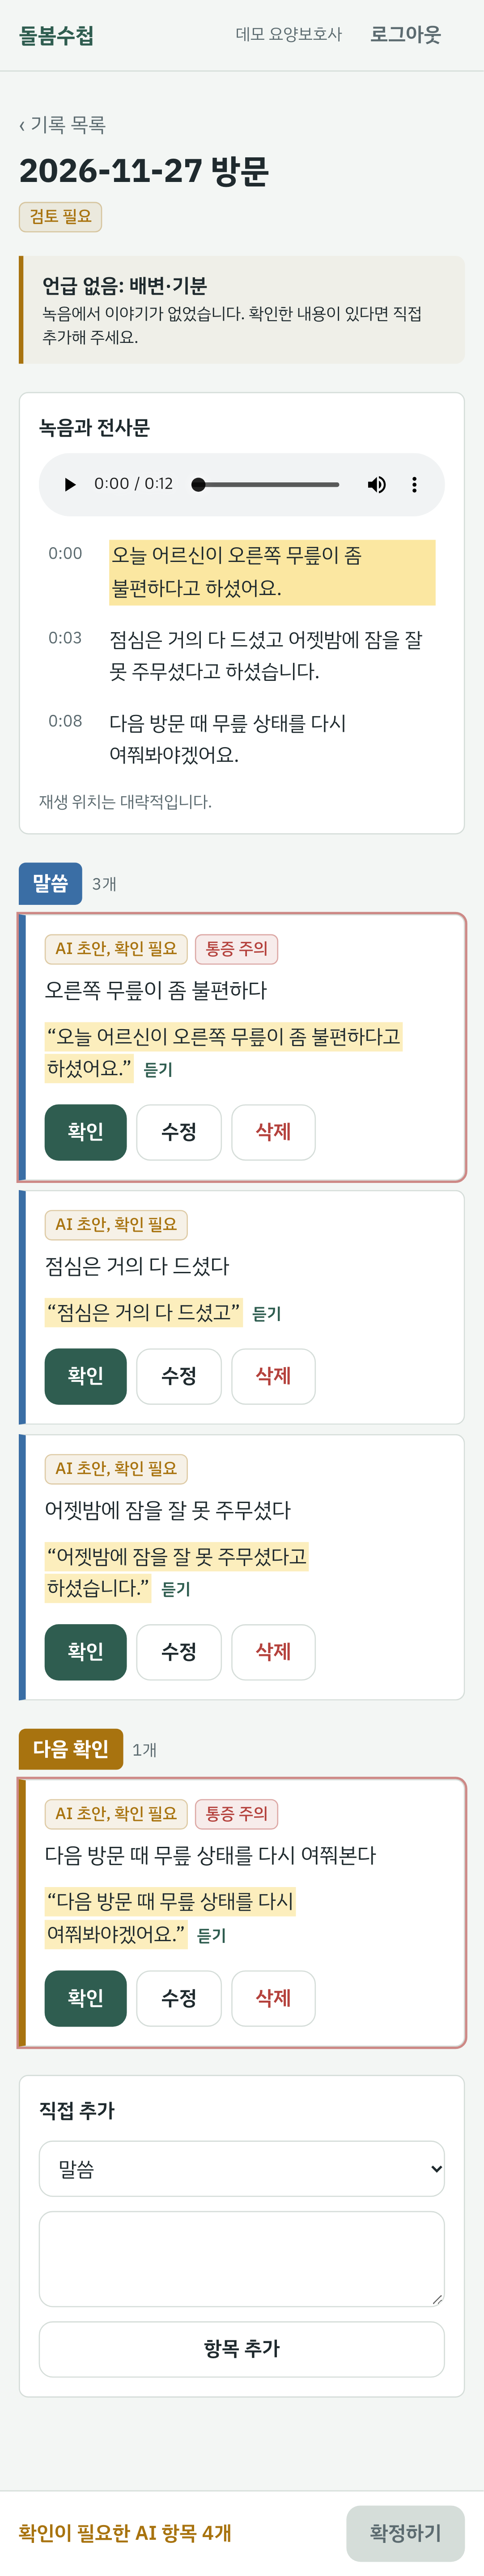 돌봄수첩
데모 요양보호사
로그아웃
‹ 기록 목록
2026-11-27 방문
검토 필요
언급 없음: 배변·기분
녹음에서 이야기가 없었습니다. 확인한 내용이 있다면 직접
추가해 주세요.
녹음과 전사문
0:00 / 0:12
0:00
오늘 어르신이 오른쪽 무릎이 좀
불편하다고 하셨어요.
0:03
점심은 거의 다 드셨고 어젯밤에 잠을 잘
못 주무셨다고 하셨습니다.
0:08
다음 방문 때 무릎 상태를 다시
여쭤봐야겠어요.
재생 위치는 대략적입니다.
말씀
3개
AI 초안, 확인 필요
통증 주의
오른쪽 무릎이 좀 불편하다
“오늘 어르신이 오른쪽 무릎이 좀 불편하다고
하셨어요.” 듣기
확인
수정
삭제
AI 초안, 확인 필요
점심은 거의 다 드셨다
“점심은 거의 다 드셨고” 듣기
확인
수정
삭제
AI 초안, 확인 필요
어젯밤에 잠을 잘 못 주무셨다
“어젯밤에 잠을 잘 못 주무셨다고
하셨습니다.” 듣기
확인
수정
삭제
다음 확인
1개
AI 초안, 확인 필요
통증 주의
다음 방문 때 무릎 상태를 다시 여쭤본다
“다음 방문 때 무릎 상태를 다시
여쭤봐야겠어요.” 듣기
확인
수정
삭제
직접 추가
말씀
항목 추가
확인이 필요한 AI 항목 4개
확정하기